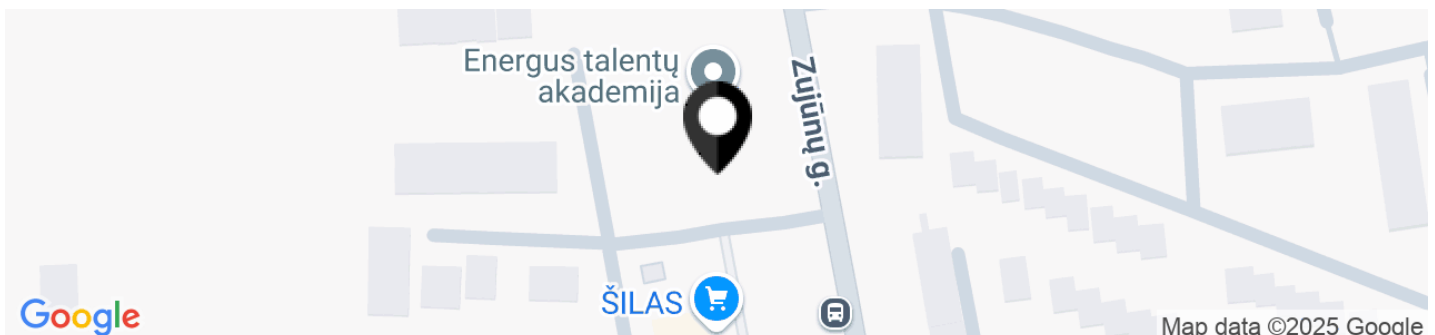 Energus talentų
akademija
Zujūnų g.
ŠILAS
Google
Map data ©2025 Google